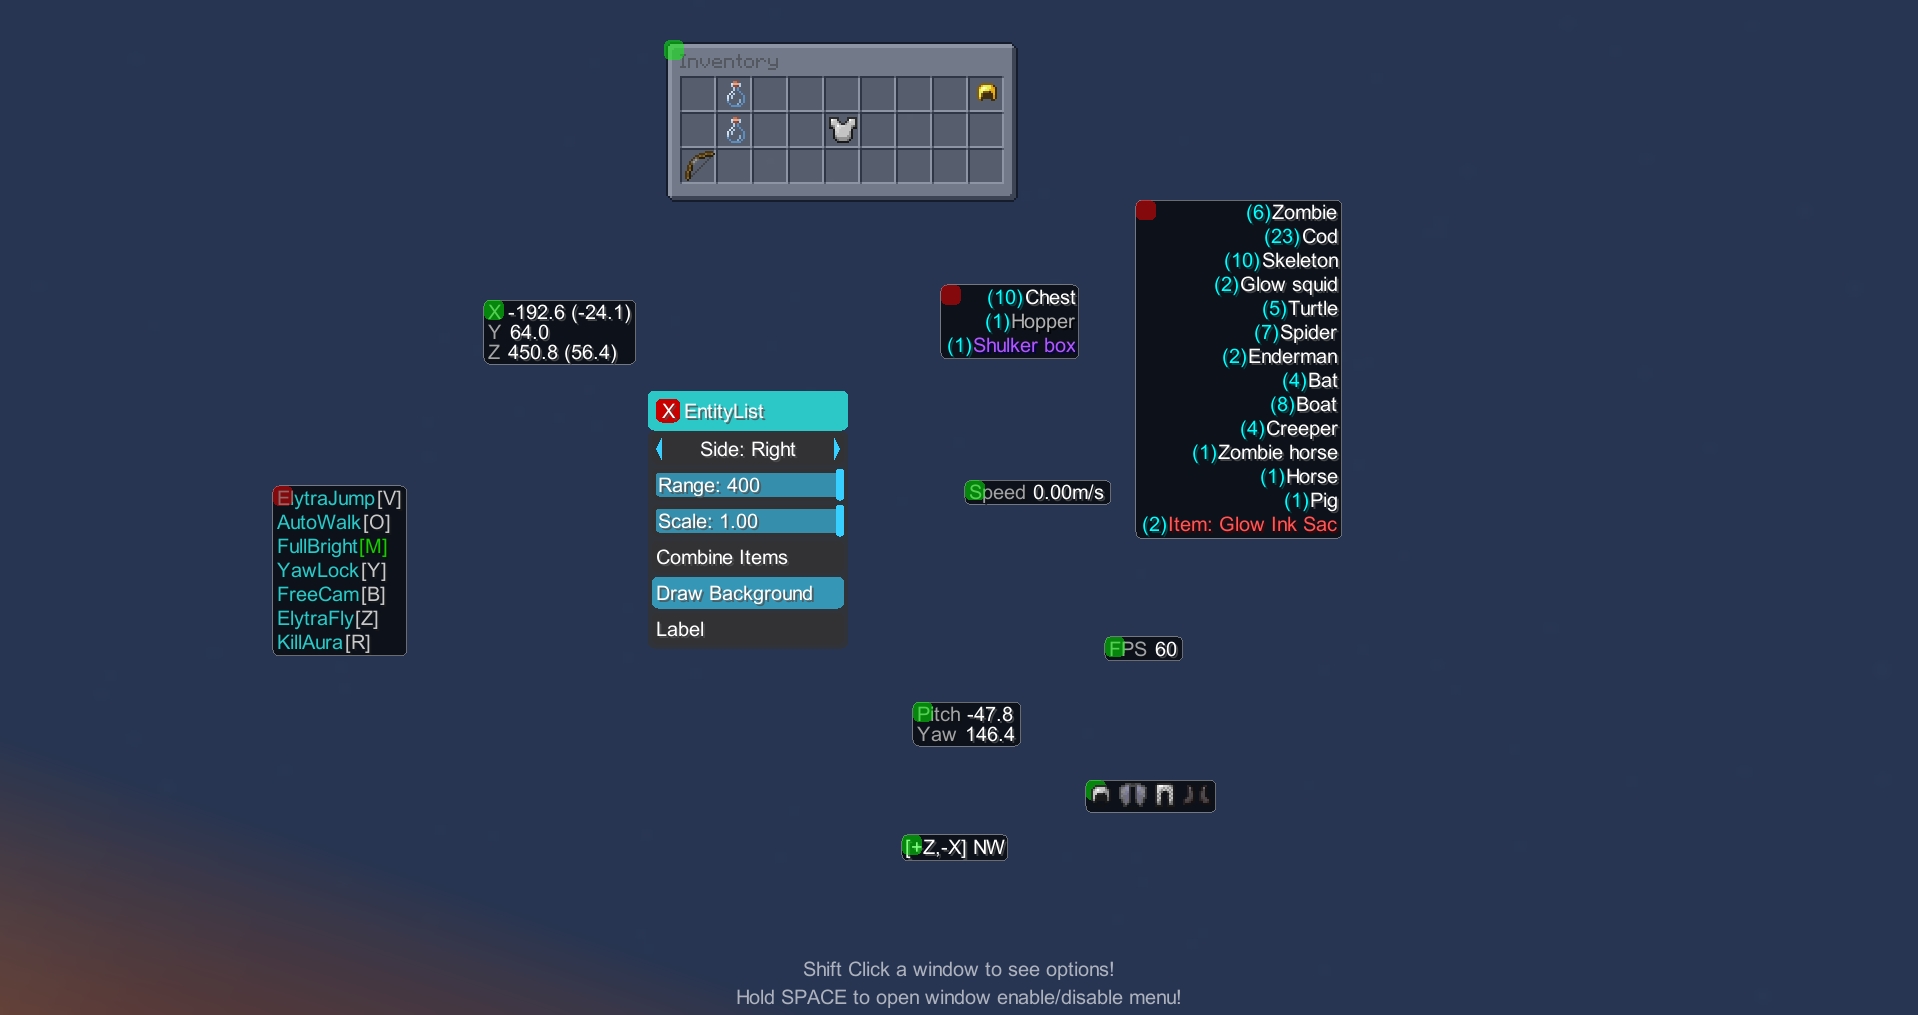 Inventory
(6)Zombie
(23)Cod
(10)Skeleton
(2)Glow squid
(5)Turtle
(7)Spider
(2)Enderman
(4)Bat
(8)Boat
(4)Creeper
(1)Zombie horse
(1)Horse
(1)Pig
(2)Item: Glow Ink Sac
(10)Chest
(1)Hopper
(1)Shulker box
X -192.6 (-24.1)
Y 64.0
Z 450.8 (56.4)
X EntityList
Side: Right
Range: 400
Scale: 1.00
Combine Items
Draw Background
Label
ElytraJump[V]
AutoWalk[O]
FullBright[M]
YawLock[Y]
FreeCam[B]
ElytraFly[Z]
KillAura[R]
Speed 0.00m/s
FPS 60
Pitch -47.8
Yaw 146.4
[+Z,-X] NW
Shift Click a window to see options!
Hold SPACE to open window enable/disable menu!